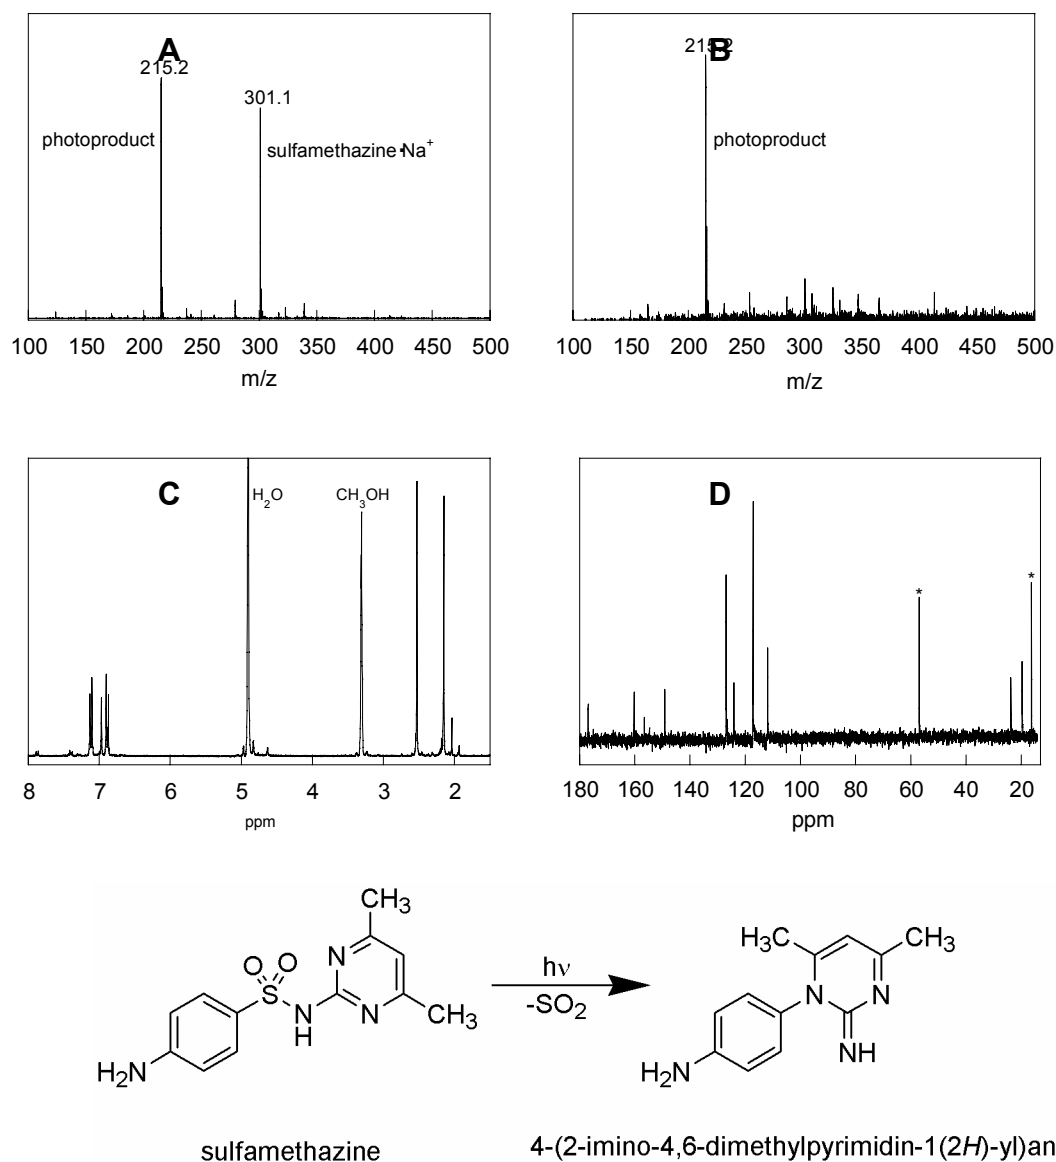 A
215.2
301.1
photoproduct
sulfamethazine·Na+
100 150 200 250 300 350 400 450 500
m/z
B
215.2
photoproduct
100 150 200 250 300 350 400 450 500
m/z
C
H2O
CH3OH
8 7 6 5 4 3 2
ppm
D
*
*
180 160 140 120 100 80 60 40 20
ppm
CH3
N
O O
S
N
H
N
CH3
H2N
sulfamethazine
hν
-SO2
H3C
CH3
N
N
NH
H2N
4-(2-imino-4,6-dimethylpyrimidin-1(2H)-yl)an